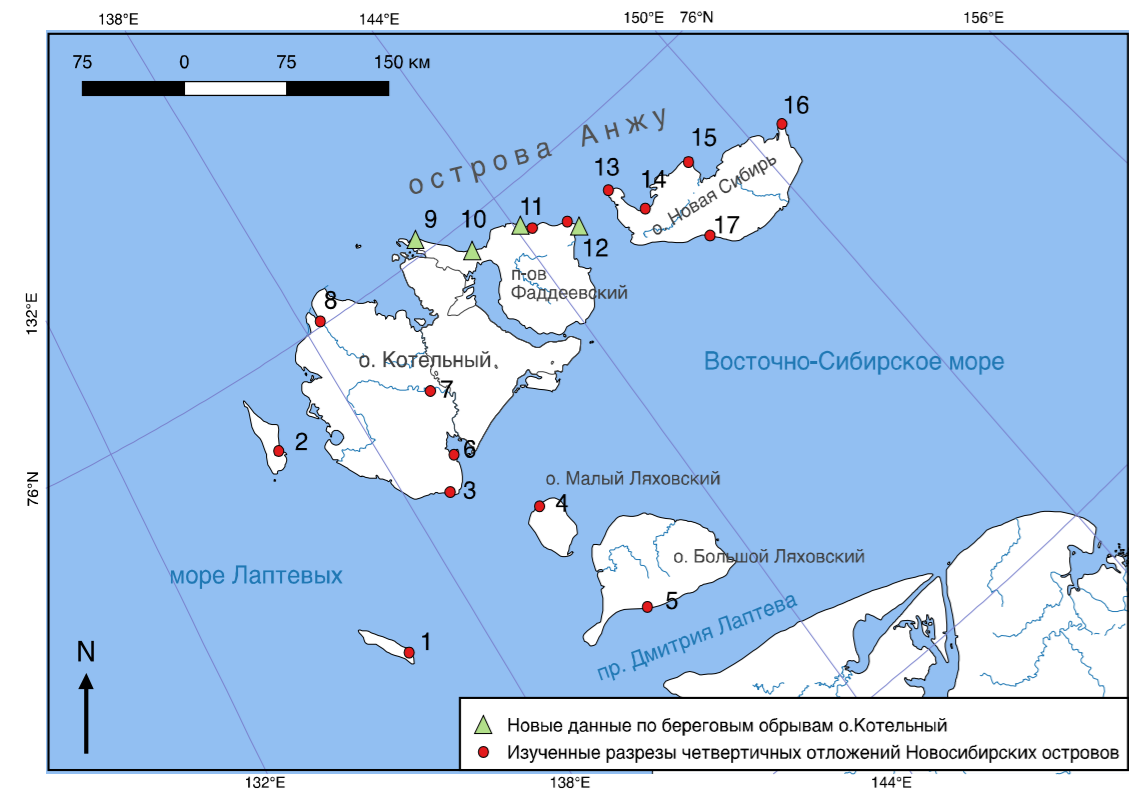 138°E
144°E
150°E
76°N
156°E
75
0
75
150 км
16
острова Анжу
15
13
14
о. Новая Сибирь
17
9
10
11
12
п-ов
Фаддеевский
132°E
8
о. Котельный
Восточно-Сибирское море
7
2
6
3
76°N
о. Малый Ляховский
4
о. Большой Ляховский
море Лаптевых
5
пр. Дмитрия Лаптева
1
N
Новые данные по береговым обрывам о.Котельный
Изученные разрезы четвертичных отложений Новосибирских островов
132°E
138°E
144°E